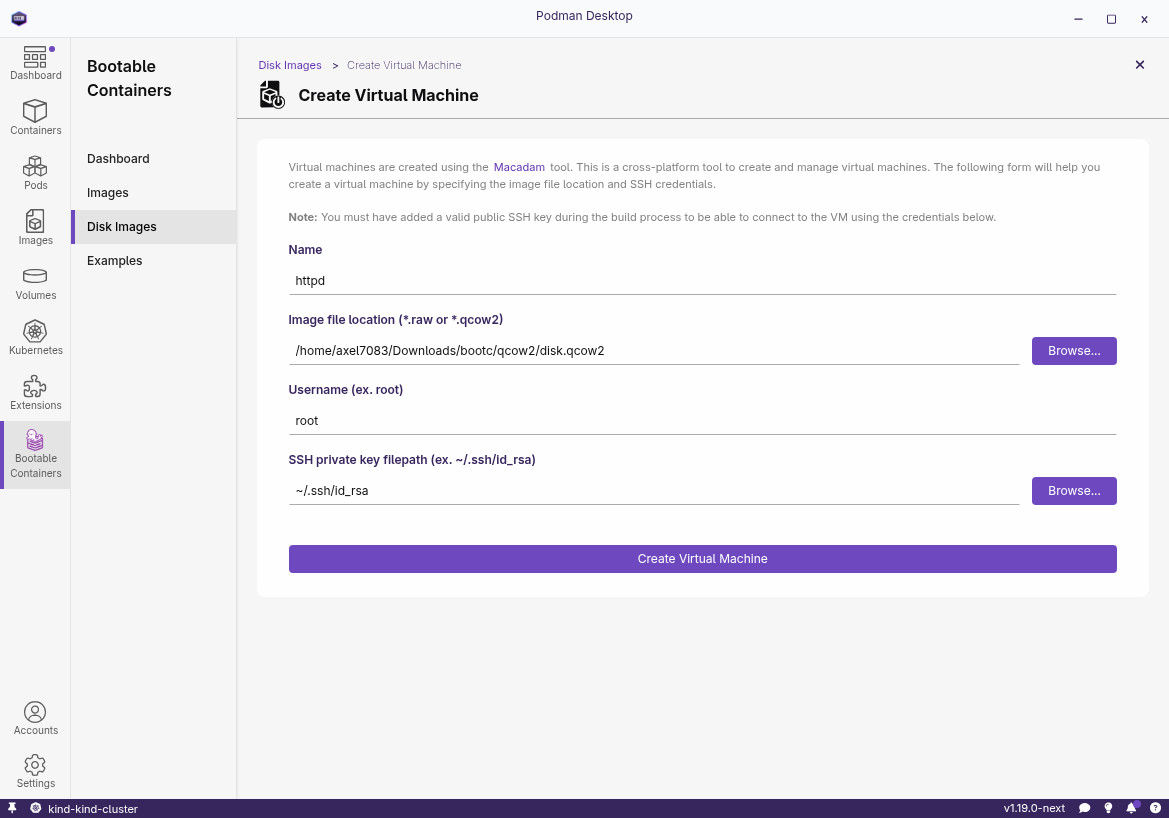 Podman Desktop
Dashboard
Containers
Pods
Images
Volumes
Kubernetes
Extensions
Bootable
Containers
Accounts
Settings
Bootable
Containers
Dashboard
Images
Disk Images
Examples
Disk Images > Create Virtual Machine
Create Virtual Machine
Virtual machines are created using the Macadam tool. This is a cross-platform tool to create and manage virtual machines. The following form will help you
create a virtual machine by specifying the image file location and SSH credentials.
Note: You must have added a valid public SSH key during the build process to be able to connect to the VM using the credentials below.
Name
httpd
Image file location (*.raw or *.qcow2)
/home/axel7083/Downloads/bootc/qcow2/disk.qcow2
Browse...
Username (ex. root)
root
SSH private key filepath (ex. ~/.ssh/id_rsa)
~/.ssh/id_rsa
Browse...
Create Virtual Machine
kind-kind-cluster
v1.19.0-next